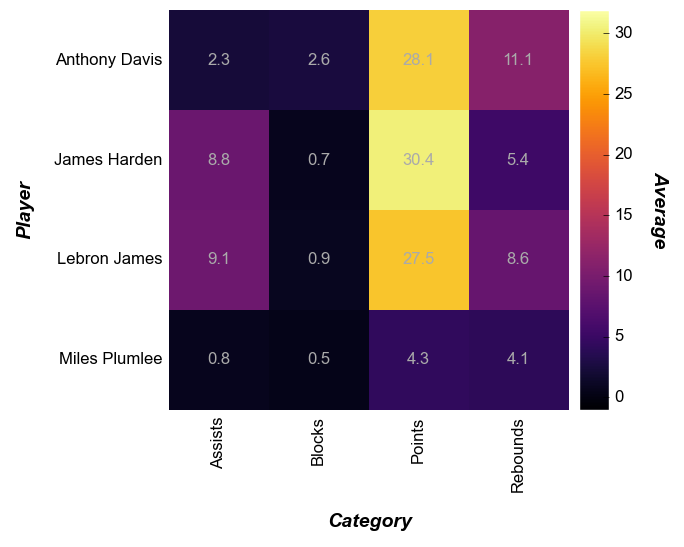 Anthony Davis 2.3 2.6 28.1 11.1
James Harden 8.8 0.7 30.4 5.4
Lebron James 9.1 0.9 27.5 8.6
Miles Plumlee 0.8 0.5 4.3 4.1
Assists
Blocks
Points
Rebounds
Category
Player
30
25
20
15
10
5
0
Average